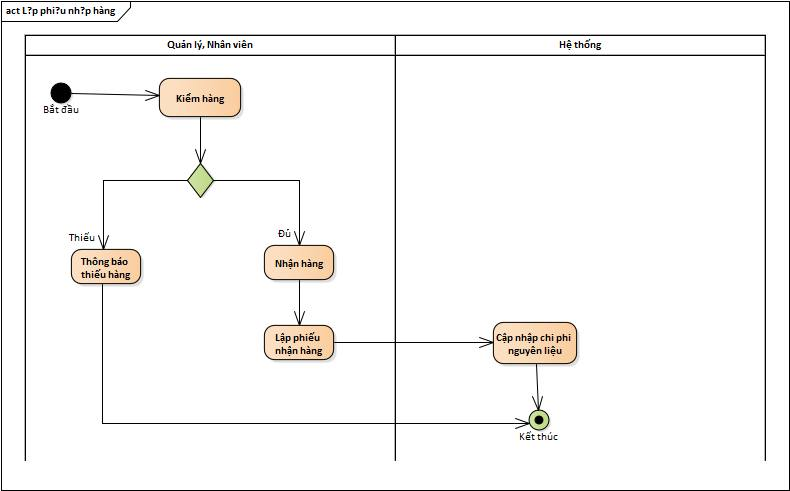 act L?p phi?u nh?p hàng
Quản lý, Nhân viên
Hệ thống
Kiểm hàng
Bắt đầu
Thiếu
Đủ
Thông báo
thiếu hàng
Nhận hàng
Lập phiếu
nhận hàng
Cập nhập chi phi
nguyên liệu
Kết thúc